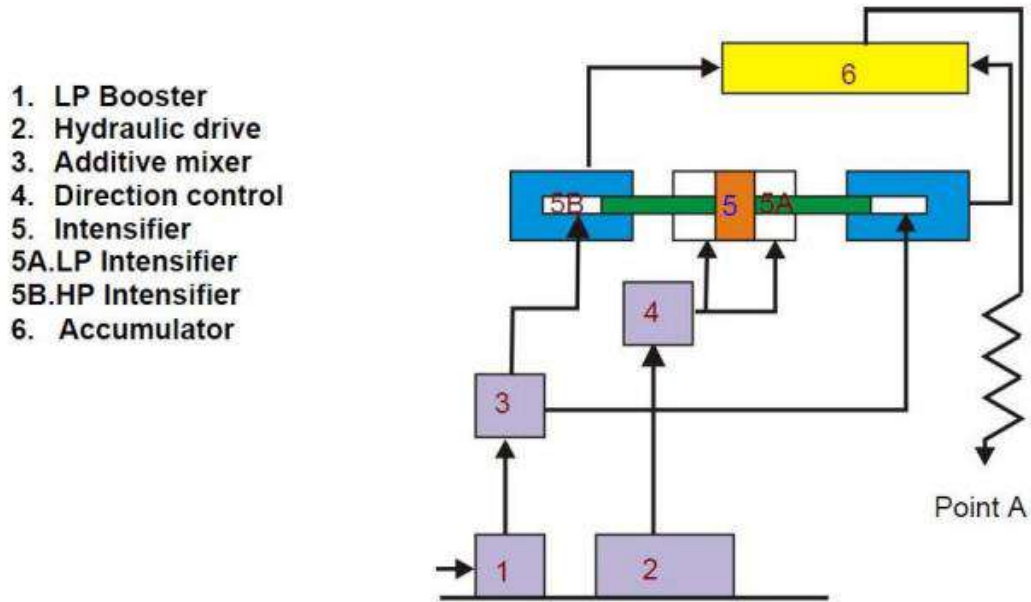 1. LP Booster
2. Hydraulic drive
3. Additive mixer
4. Direction control
5. Intensifier
5A.LP Intensifier
5B.HP Intensifier
6. Accumulator
6
5B
5
5A
4
3
Point A
1
2